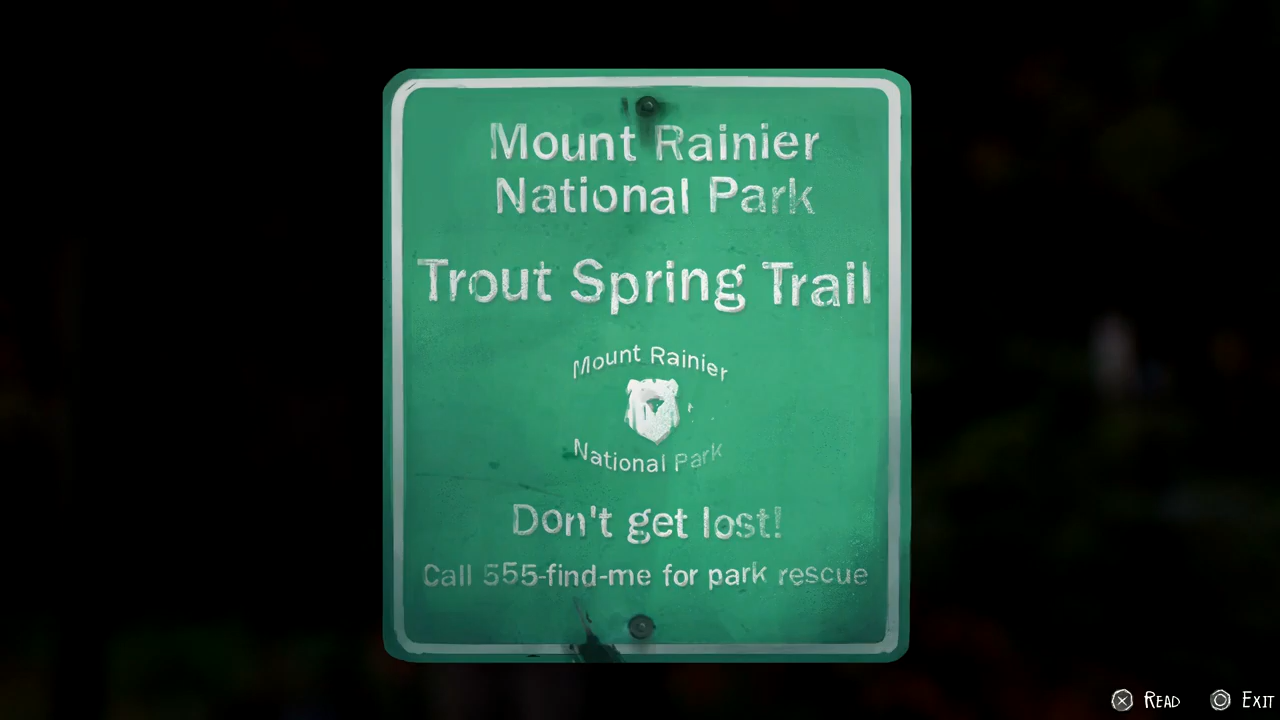 Mount Rainier
National Park
Trout Spring Trail
Mount Rainier
National Park
Don't get lost!
Call 555-find-me for park rescue
Read
Exit